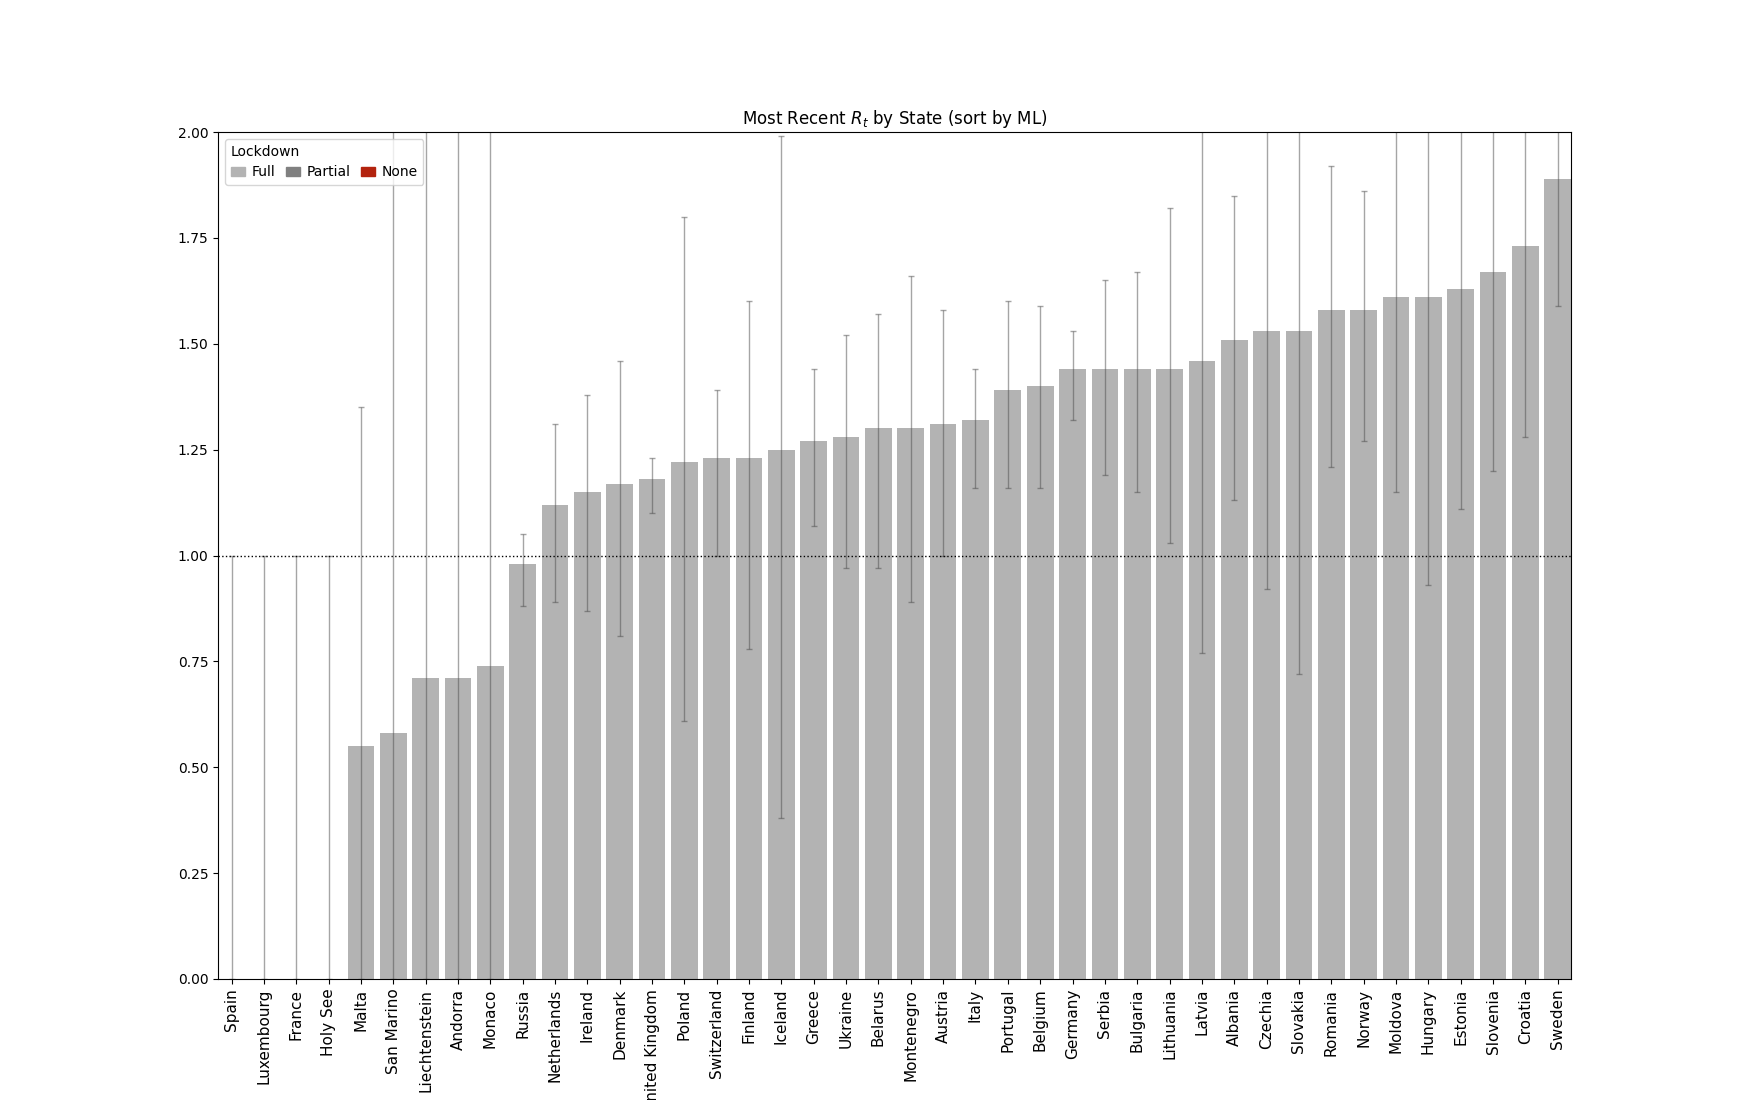 Most Recent Rt by State (sort by ML)
Lockdown
Full Partial None
2.00
1.75
1.50
1.25
1.00
0.75
0.50
0.25
0.00
Spain
Luxembourg
France
Holy See
Malta
San Marino
Liechtenstein
Andorra
Monaco
Russia
Netherlands
Ireland
Denmark
nited Kingdom
Poland
Switzerland
Finland
Iceland
Greece
Ukraine
Belarus
Montenegro
Austria
Italy
Portugal
Belgium
Germany
Serbia
Bulgaria
Lithuania
Latvia
Albania
Czechia
Slovakia
Romania
Norway
Moldova
Hungary
Estonia
Slovenia
Croatia
Sweden